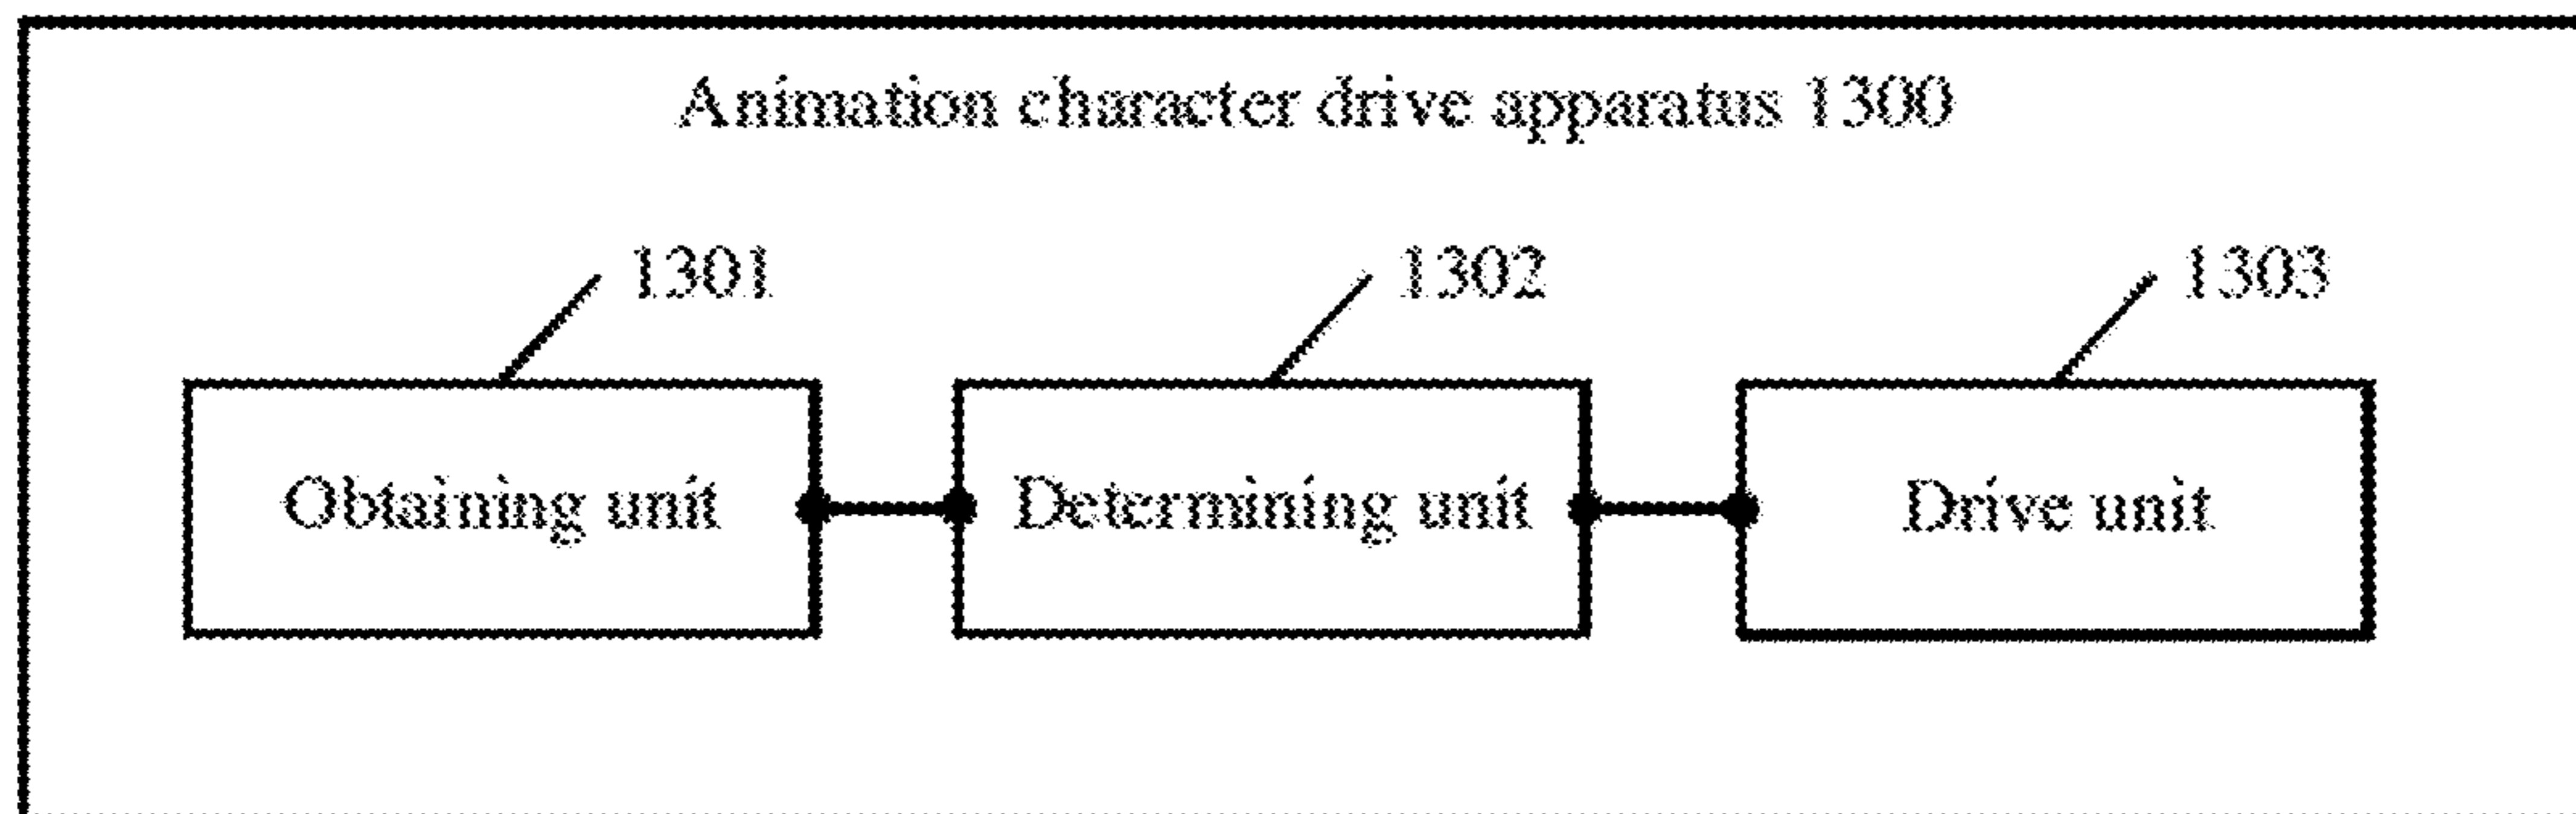 Animation character drive apparatus 1300
1301 1302 1303
Obtaining unit Determining unit Drive unit